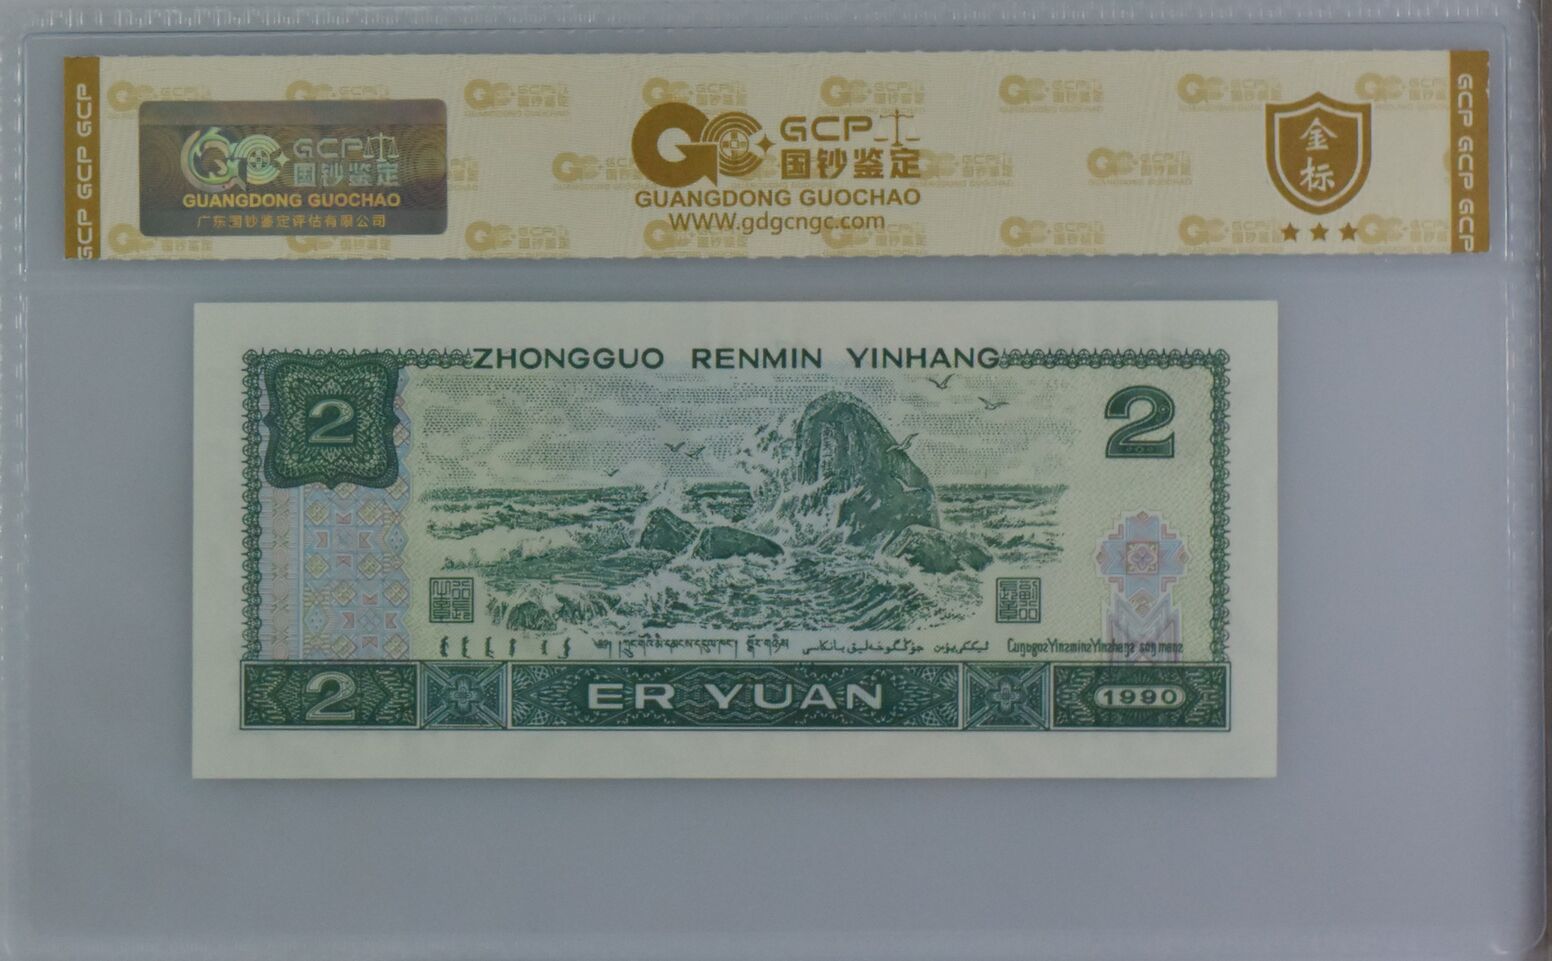 GCP GCP GCP
GCP 国钞鉴定
GUANGDONG GUOCHAO
广东国钞鉴定评估有限公司
GCP
国钞鉴定
GUANGDONG GUOCHAO
WWW.gdgcngc.com
金标
GCP GCP GCP
ZHONGGUO RENMIN YINHANG
2
2
2
ER YUAN
1990